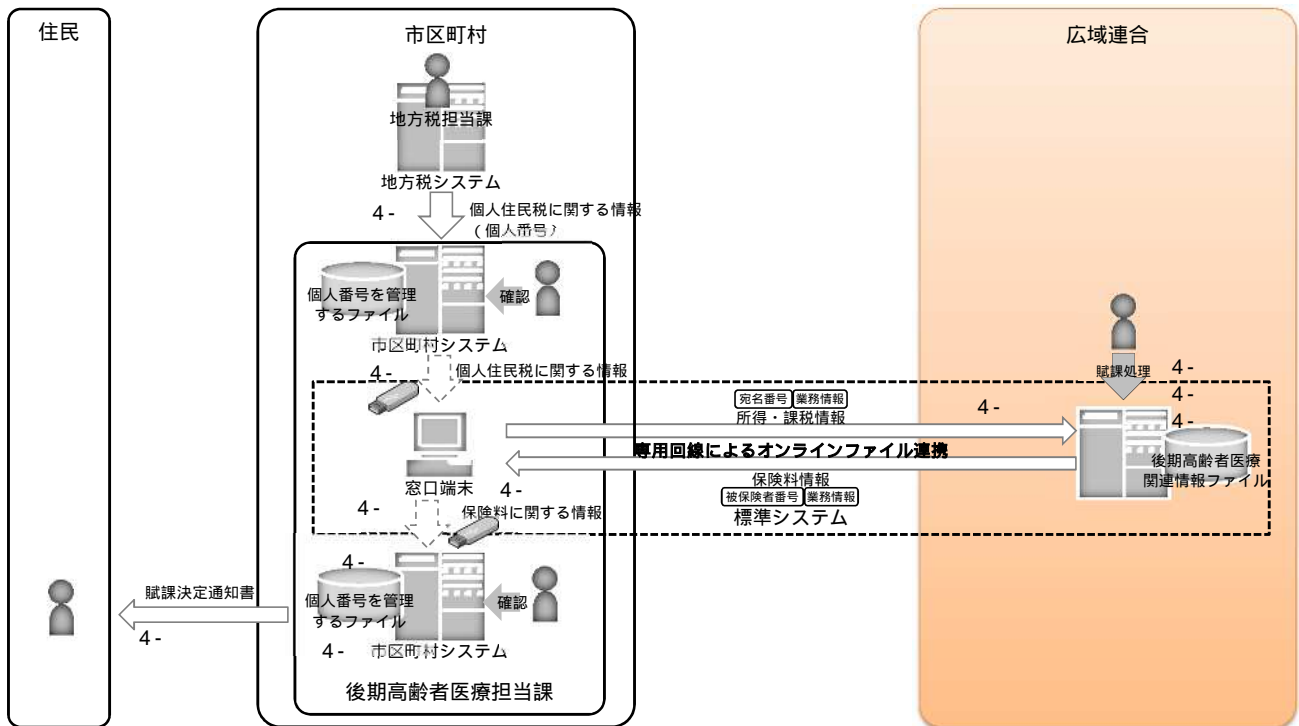 住民
市区町村
広域連合
地方税担当課
地方税システム
4-
個人住民税に関する情報
（個人番号）
個人番号を管理
するファイル
確認
市区町村システム
4-
個人住民税に関する情報
賦課処理
4-
4-
4-
宛名番号 業務情報
所得・課税情報
4-
専用回線によるオンラインファイル連携
後期高齢者医療
関連情報ファイル
窓口端末
4-
保険料情報
被保険者番号 業務情報
標準システム
4-
保険料に関する情報
4-
個人番号を管理
するファイル
確認
賦課決定通知書
4-
4-
市区町村システム
後期高齢者医療担当課